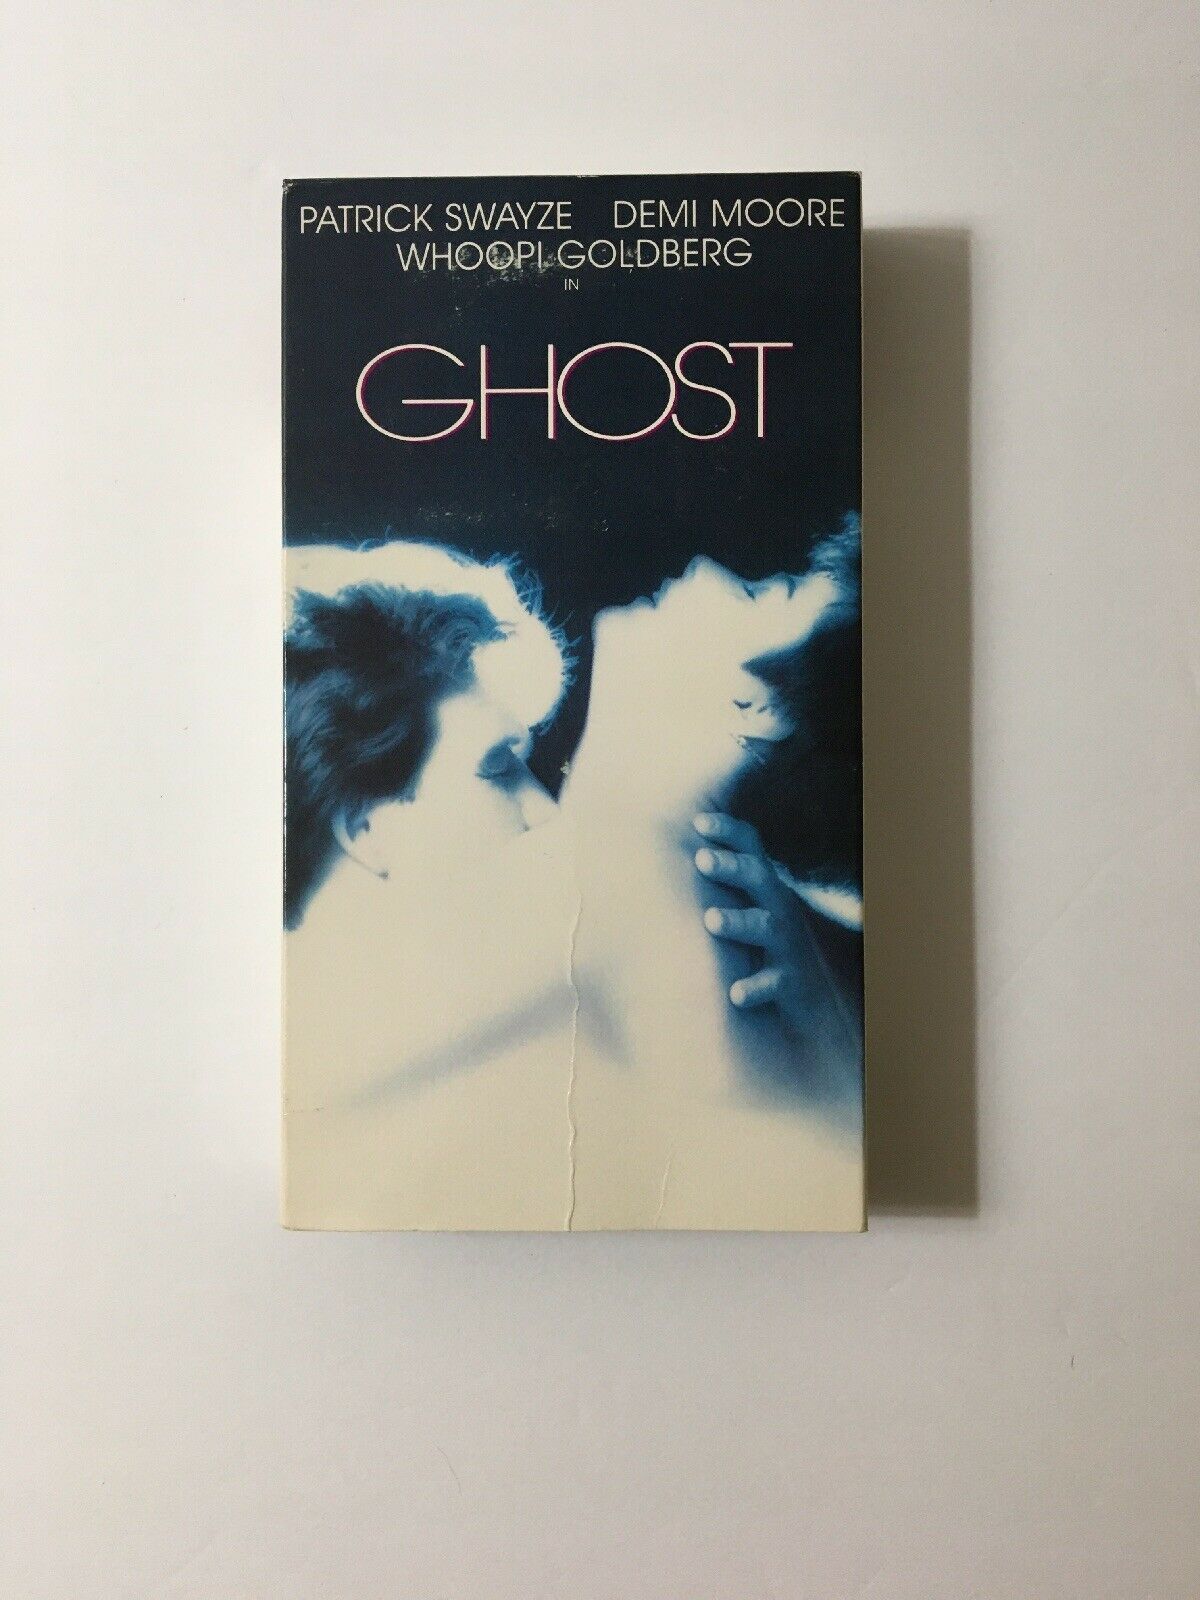 PATRICK SWAYZE DEMI MOORE
WHOOPI GOLDBERG
IN
GHOST